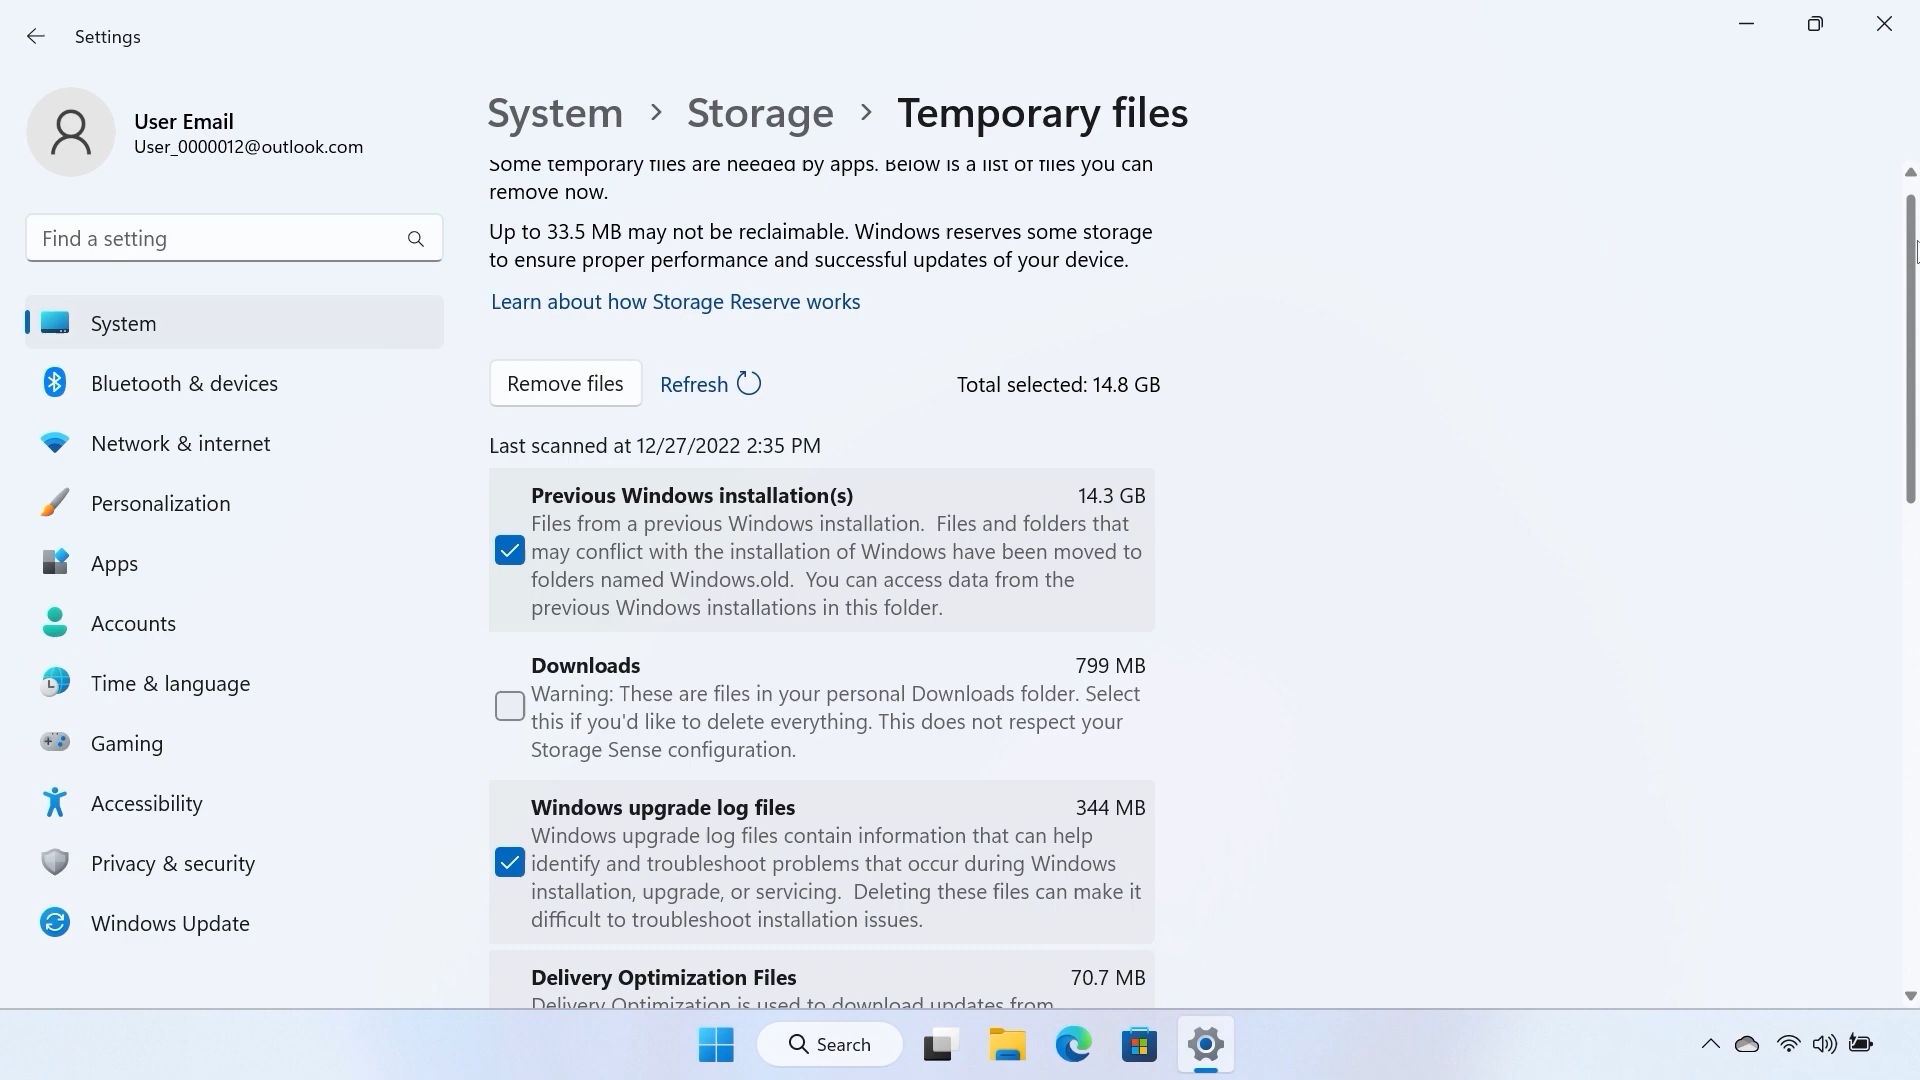 Settings
User Email
User_0000012@outlook.com
Find a setting
System
Bluetooth & devices
Network & internet
Personalization
Apps
Accounts
Time & language
Gaming
Accessibility
Privacy & security
Windows Update
System > Storage > Temporary files
Some temporary files are needed by apps. Below is a list of files you can
remove now.
Up to 33.5 MB may not be reclaimable. Windows reserves some storage
to ensure proper performance and successful updates of your device.
Learn about how Storage Reserve works
Remove files Refresh Total selected: 14.8 GB
Last scanned at 12/27/2022 2:35 PM
Previous Windows installation(s) 14.3 GB
Files from a previous Windows installation.  Files and folders that
may conflict with the installation of Windows have been moved to
folders named Windows.old.  You can access data from the
previous Windows installations in this folder.
Downloads 799 MB
Warning: These are files in your personal Downloads folder. Select
this if you'd like to delete everything. This does not respect your
Storage Sense configuration.
Windows upgrade log files 344 MB
Windows upgrade log files contain information that can help
identify and troubleshoot problems that occur during Windows
installation, upgrade, or servicing.  Deleting these files can make it
difficult to troubleshoot installation issues.
Delivery Optimization Files 70.7 MB
Delivery Optimization is used to download updates from
Search